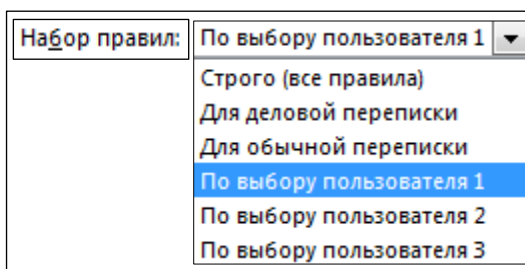 Набор правил: По выбору пользователя 1
Строго (все правила)
Для деловой переписки
Для обычной переписки
По выбору пользователя 1
По выбору пользователя 2
По выбору пользователя 3